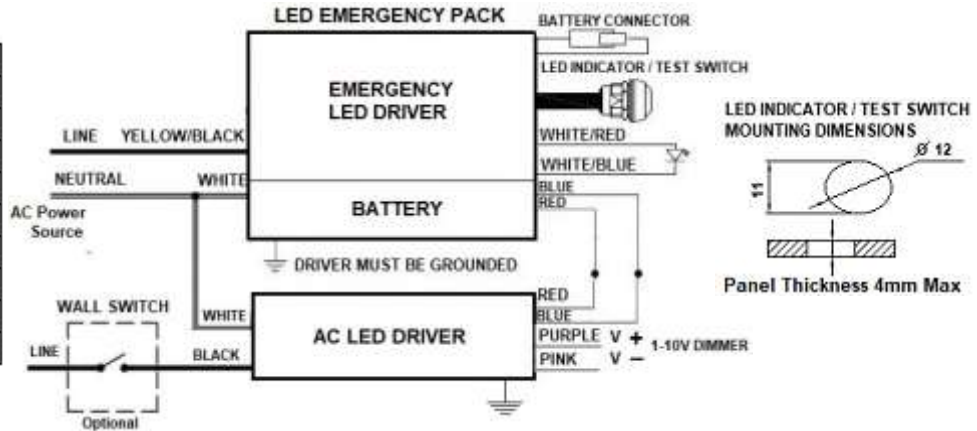 LED EMERGENCY PACK
BATTERY CONNECTOR
LED INDICATOR / TEST SWITCH
EMERGENCY
LED DRIVER
LINE YELLOW/BLACK
WHITE/RED
WHITE/BLUE
NEUTRAL WHITE
BLUE
RED
BATTERY
AC Power
Source
DRIVER MUST BE GROUNDED
LED INDICATOR / TEST SWITCH
MOUNTING DIMENSIONS
Ø 12
11
Panel Thickness 4mm Max
WALL SWITCH
WHITE
RED
BLUE
AC LED DRIVER
PURPLE V +
1-10V DIMMER
PINK V –
LINE
BLACK
Optional